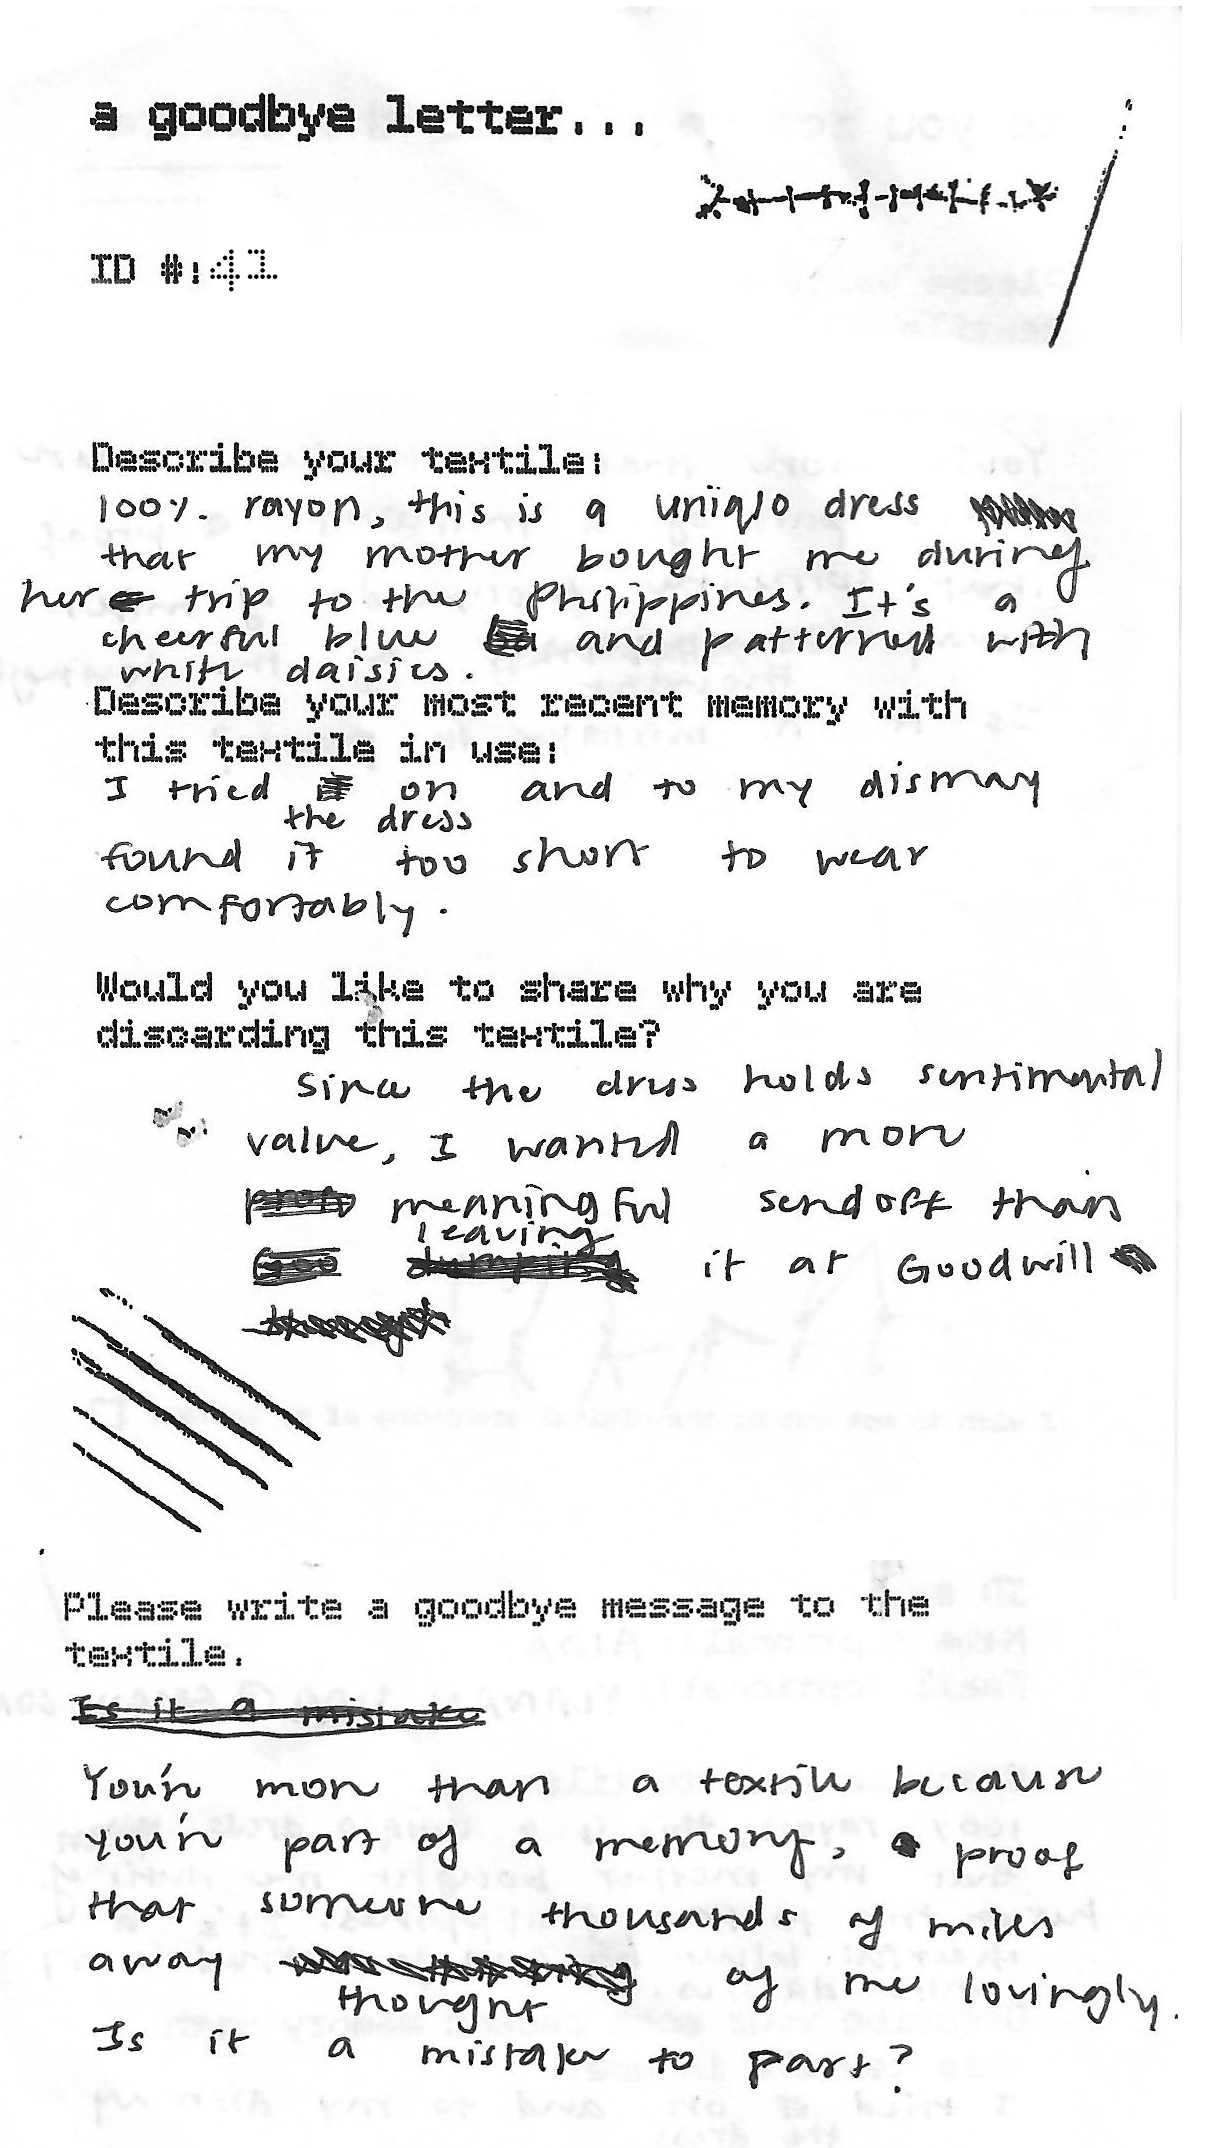 a goodbye letter...
ID #:41
Describe your textile:
100% rayon, this is a uniqlo dress
that my mother bought me during
her trip to the Philippines. It's a
cheerful blue and patterned with
white daisies.
Describe your most recent memory with
this textile in use:
I tried on and to my dismay
the dress
found it too short to wear
comfortably.
Would you like to share why you are
discarding this textile?
Since the dress holds sentimental
value, I wanted a more
meaningful sendoff than
leaving
it at Goodwill
Please write a goodbye message to the
textile.
Is it a mistake
You're more than a textile because
you're part of a memory, proof
that someone thousands of miles
away of me lovingly.
thought
Is it a mistake to part?